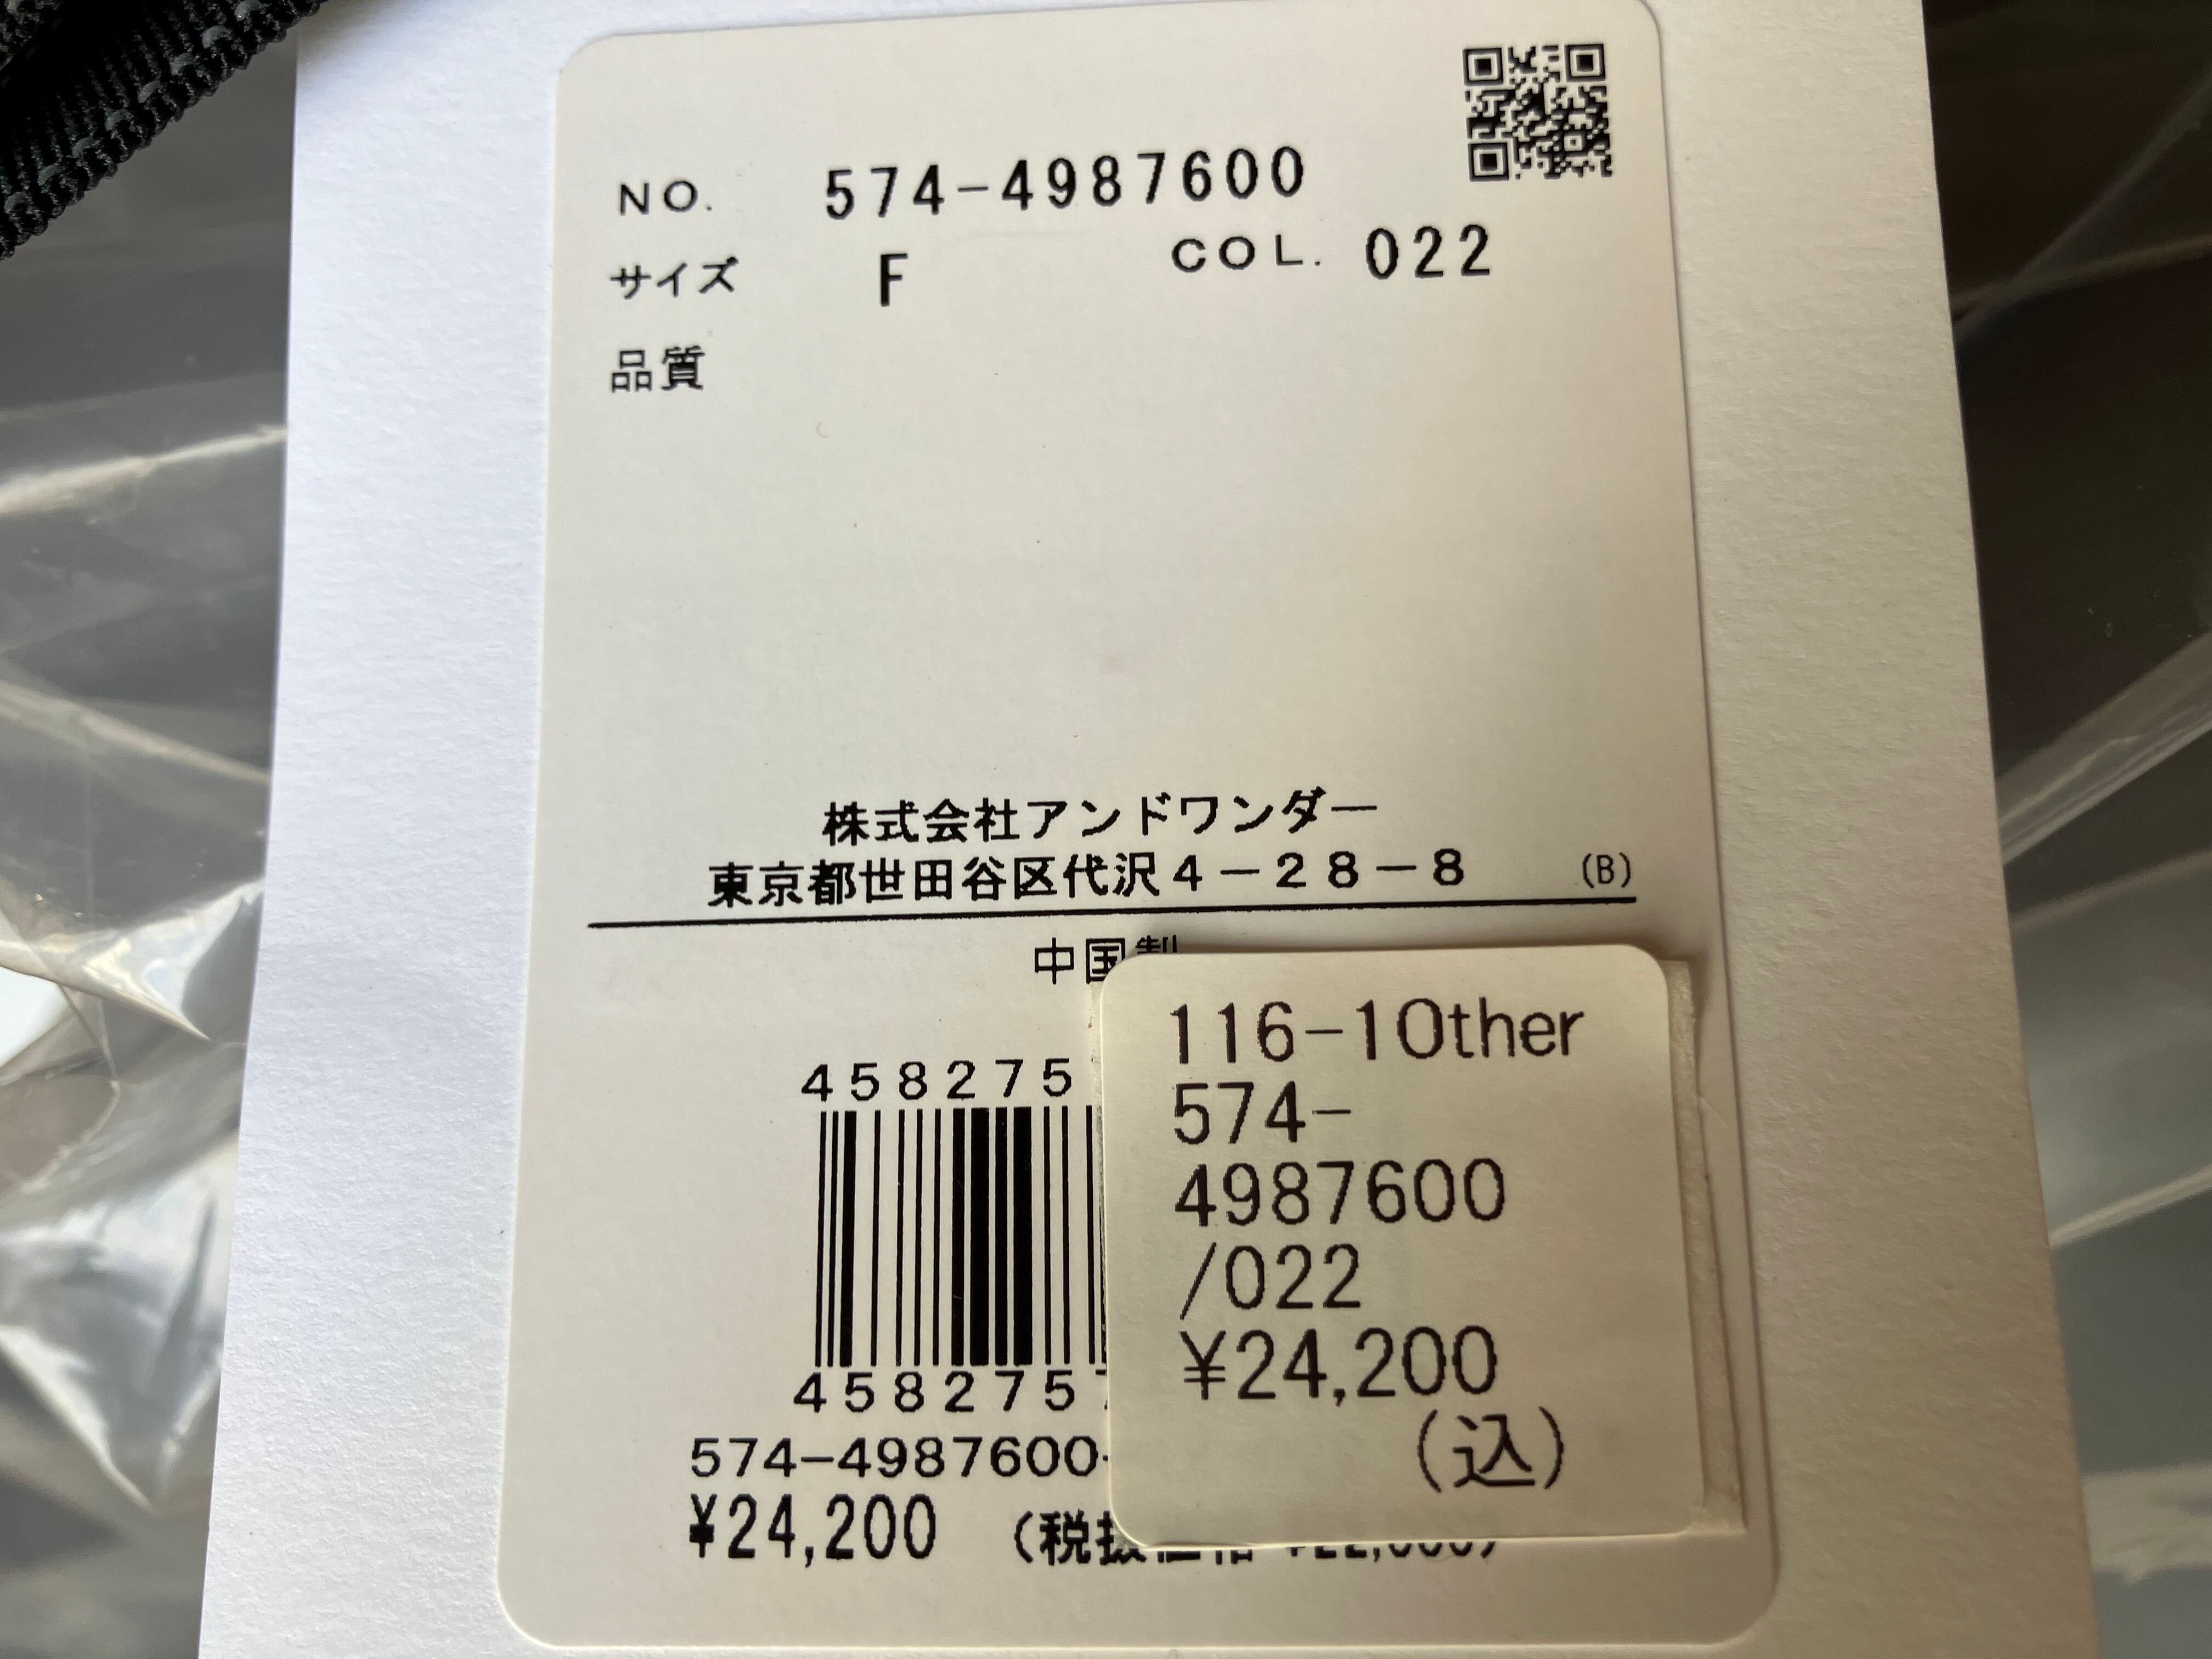 NO. 574-4987600
サイズ F COL. 022
品質
株式会社アンドワンダー
東京都世田谷区代沢4-28-8 (B)
中国製
458275
458275
574-4987600-
¥24,200 (税抜価格
116-1Other
574-
4987600
/022
¥24,200
(込)